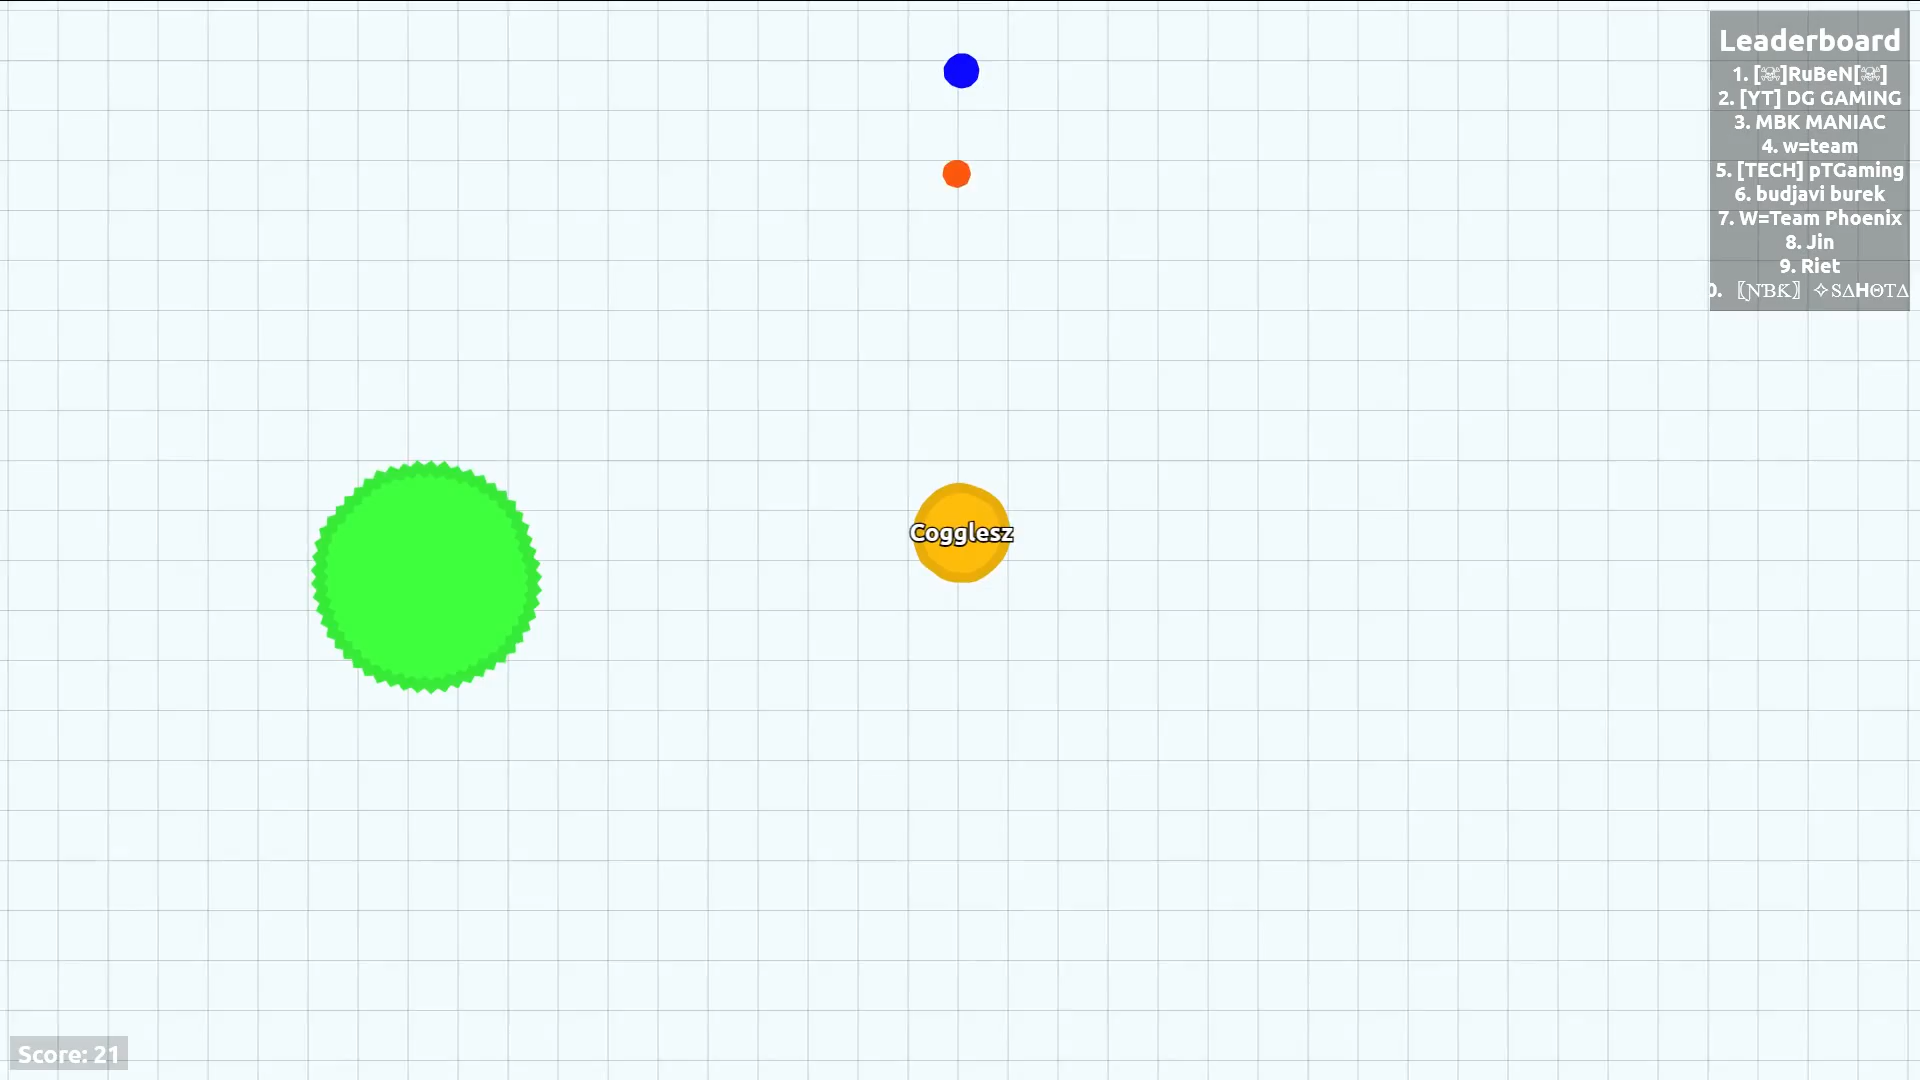 Leaderboard
1. [☠]RuBeN[☠]
2. [YT] DG GAMING
3. MBK MANIAC
4. w=team
5. [TECH] pTGaming
6. budjavi burek
7. W=Team Phoenix
8. Jin
9. Riet
0. 〖NBK〗✧SΔHΘTΔ
Cogglesz
Score: 21